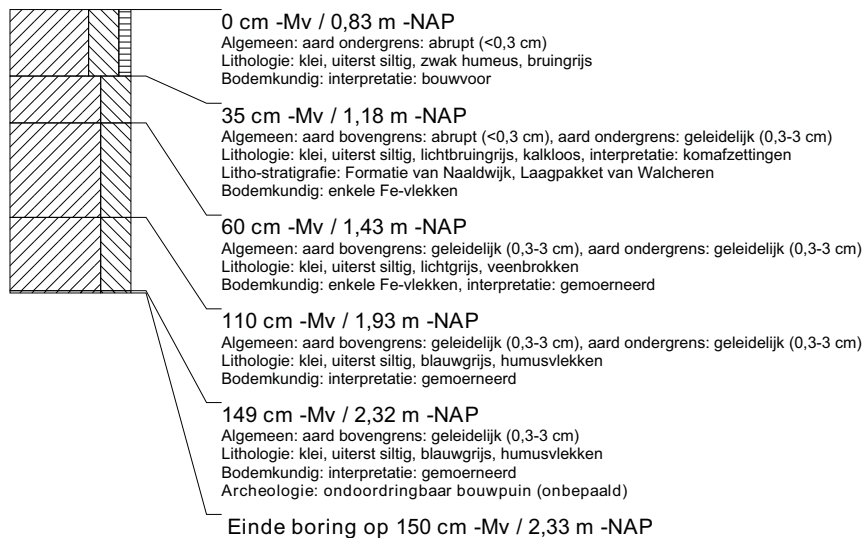 0 cm -Mv / 0,83 m -NAP
Algemeen: aard ondergrens: abrupt (<0,3 cm)
Lithologie: klei, uiterst siltig, zwak humeus, bruingrijs
Bodemkundig: interpretatie: bouwvoor
35 cm -Mv / 1,18 m -NAP
Algemeen: aard bovengrens: abrupt (<0,3 cm), aard ondergrens: geleidelijk (0,3-3 cm)
Lithologie: klei, uiterst siltig, lichtbruingrijs, kalkloos, interpretatie: komafzettingen
Litho-stratigrafie: Formatie van Naaldwijk, Laagpakket van Walcheren
Bodemkundig: enkele Fe-vlekken
60 cm -Mv / 1,43 m -NAP
Algemeen: aard bovengrens: geleidelijk (0,3-3 cm), aard ondergrens: geleidelijk (0,3-3 cm)
Lithologie: klei, uiterst siltig, lichtgrijs, veenbrokken
Bodemkundig: enkele Fe-vlekken, interpretatie: gemoerneerd
110 cm -Mv / 1,93 m -NAP
Algemeen: aard bovengrens: geleidelijk (0,3-3 cm), aard ondergrens: geleidelijk (0,3-3 cm)
Lithologie: klei, uiterst siltig, blauwgrijs, humusvlekken
Bodemkundig: interpretatie: gemoerneerd
149 cm -Mv / 2,32 m -NAP
Algemeen: aard bovengrens: geleidelijk (0,3-3 cm)
Lithologie: klei, uiterst siltig, blauwgrijs, humusvlekken
Bodemkundig: interpretatie: gemoerneerd
Archeologie: ondoordringbaar bouwpuin (onbepaald)
Einde boring op 150 cm -Mv / 2,33 m -NAP